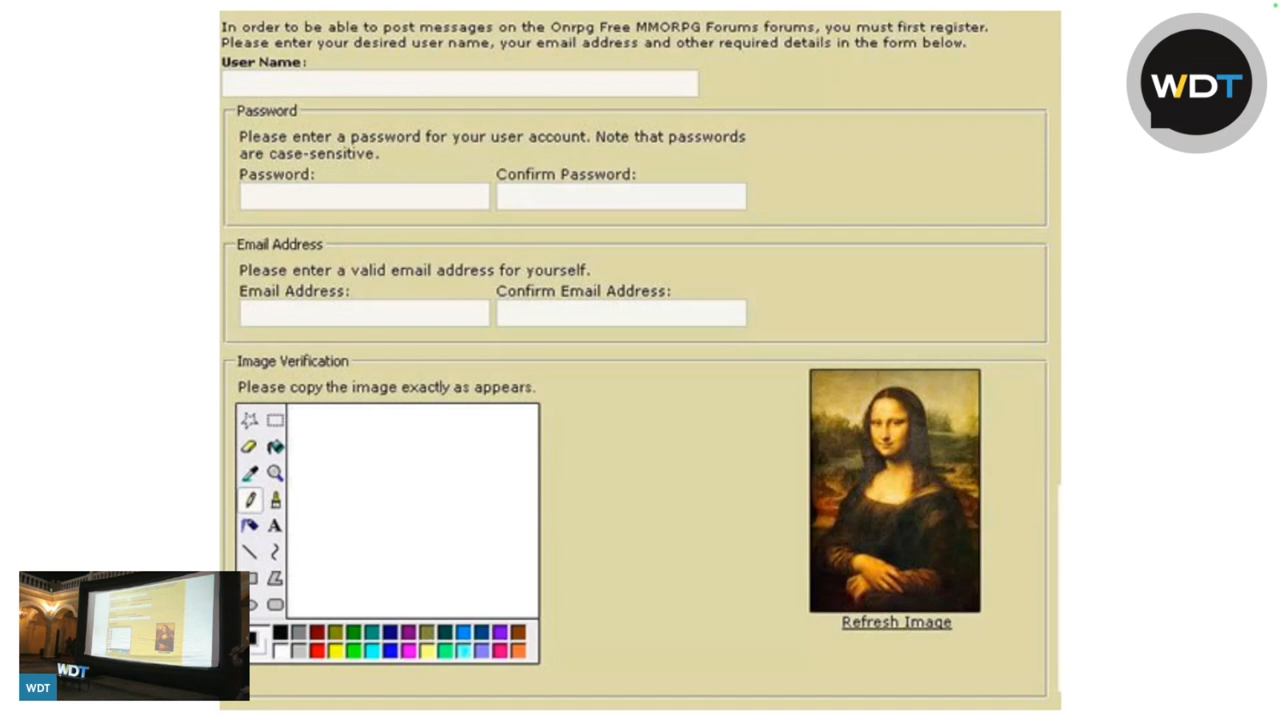 In order to be able to post messages on the Onrpg Free MMORPG Forums forums, you must first register.
Please enter your desired user name, your email address and other required details in the form below.
User Name:
Password
Please enter a password for your user account. Note that passwords
are case-sensitive.
Password:
Confirm Password:
Email Address
Please enter a valid email address for yourself.
Email Address:
Confirm Email Address:
Image Verification
Please copy the image exactly as appears.
A
Refresh Image
WDT
WDT
WDT